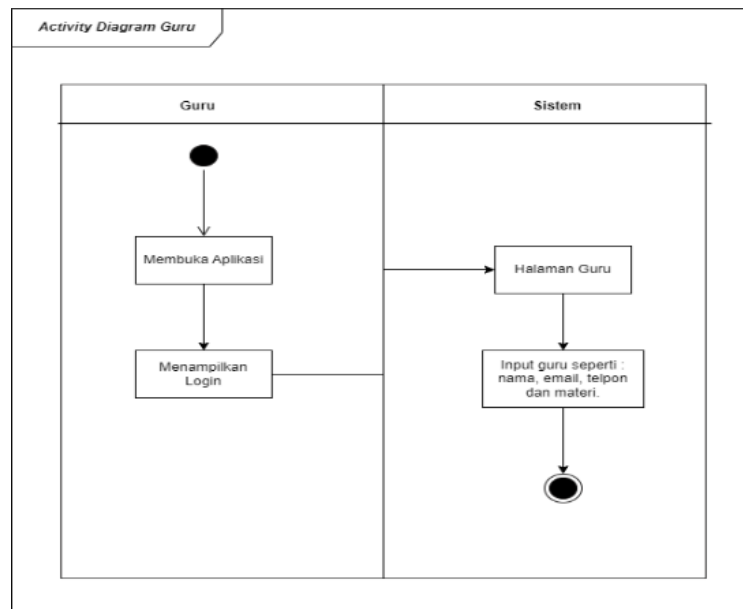 Activity Diagram Guru
Guru
Sistem
Membuka Aplikasi
Menampilkan
Login
Halaman Guru
Input guru seperti :
nama, email, telpon
dan materi.